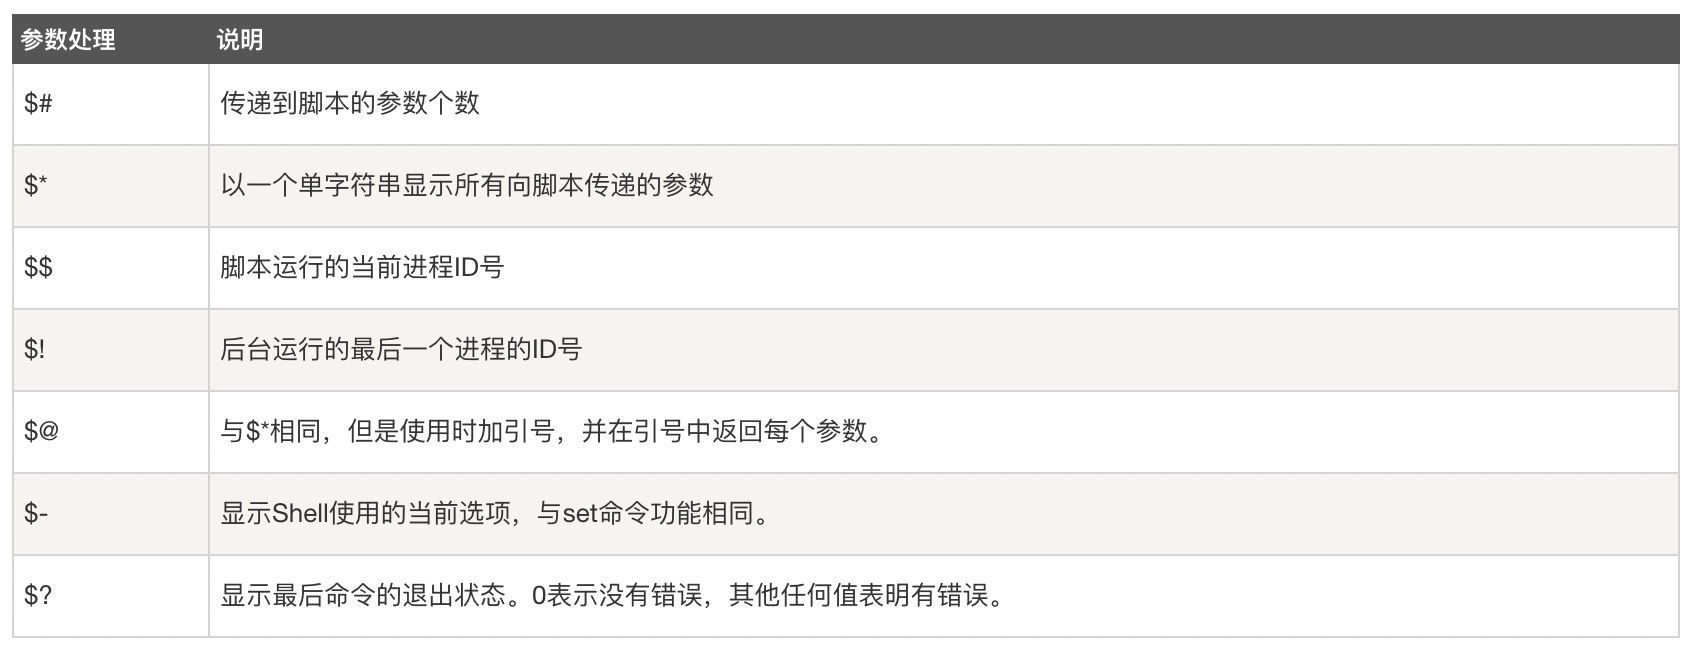 参数处理 说明
$# 传递到脚本的参数个数
$* 以一个单字符串显示所有向脚本传递的参数
$$ 脚本运行的当前进程ID号
$! 后台运行的最后一个进程的ID号
$@ 与$*相同，但是使用时加引号，并在引号中返回每个参数。
$- 显示Shell使用的当前选项，与set命令功能相同。
$? 显示最后命令的退出状态。0表示没有错误，其他任何值表明有错误。